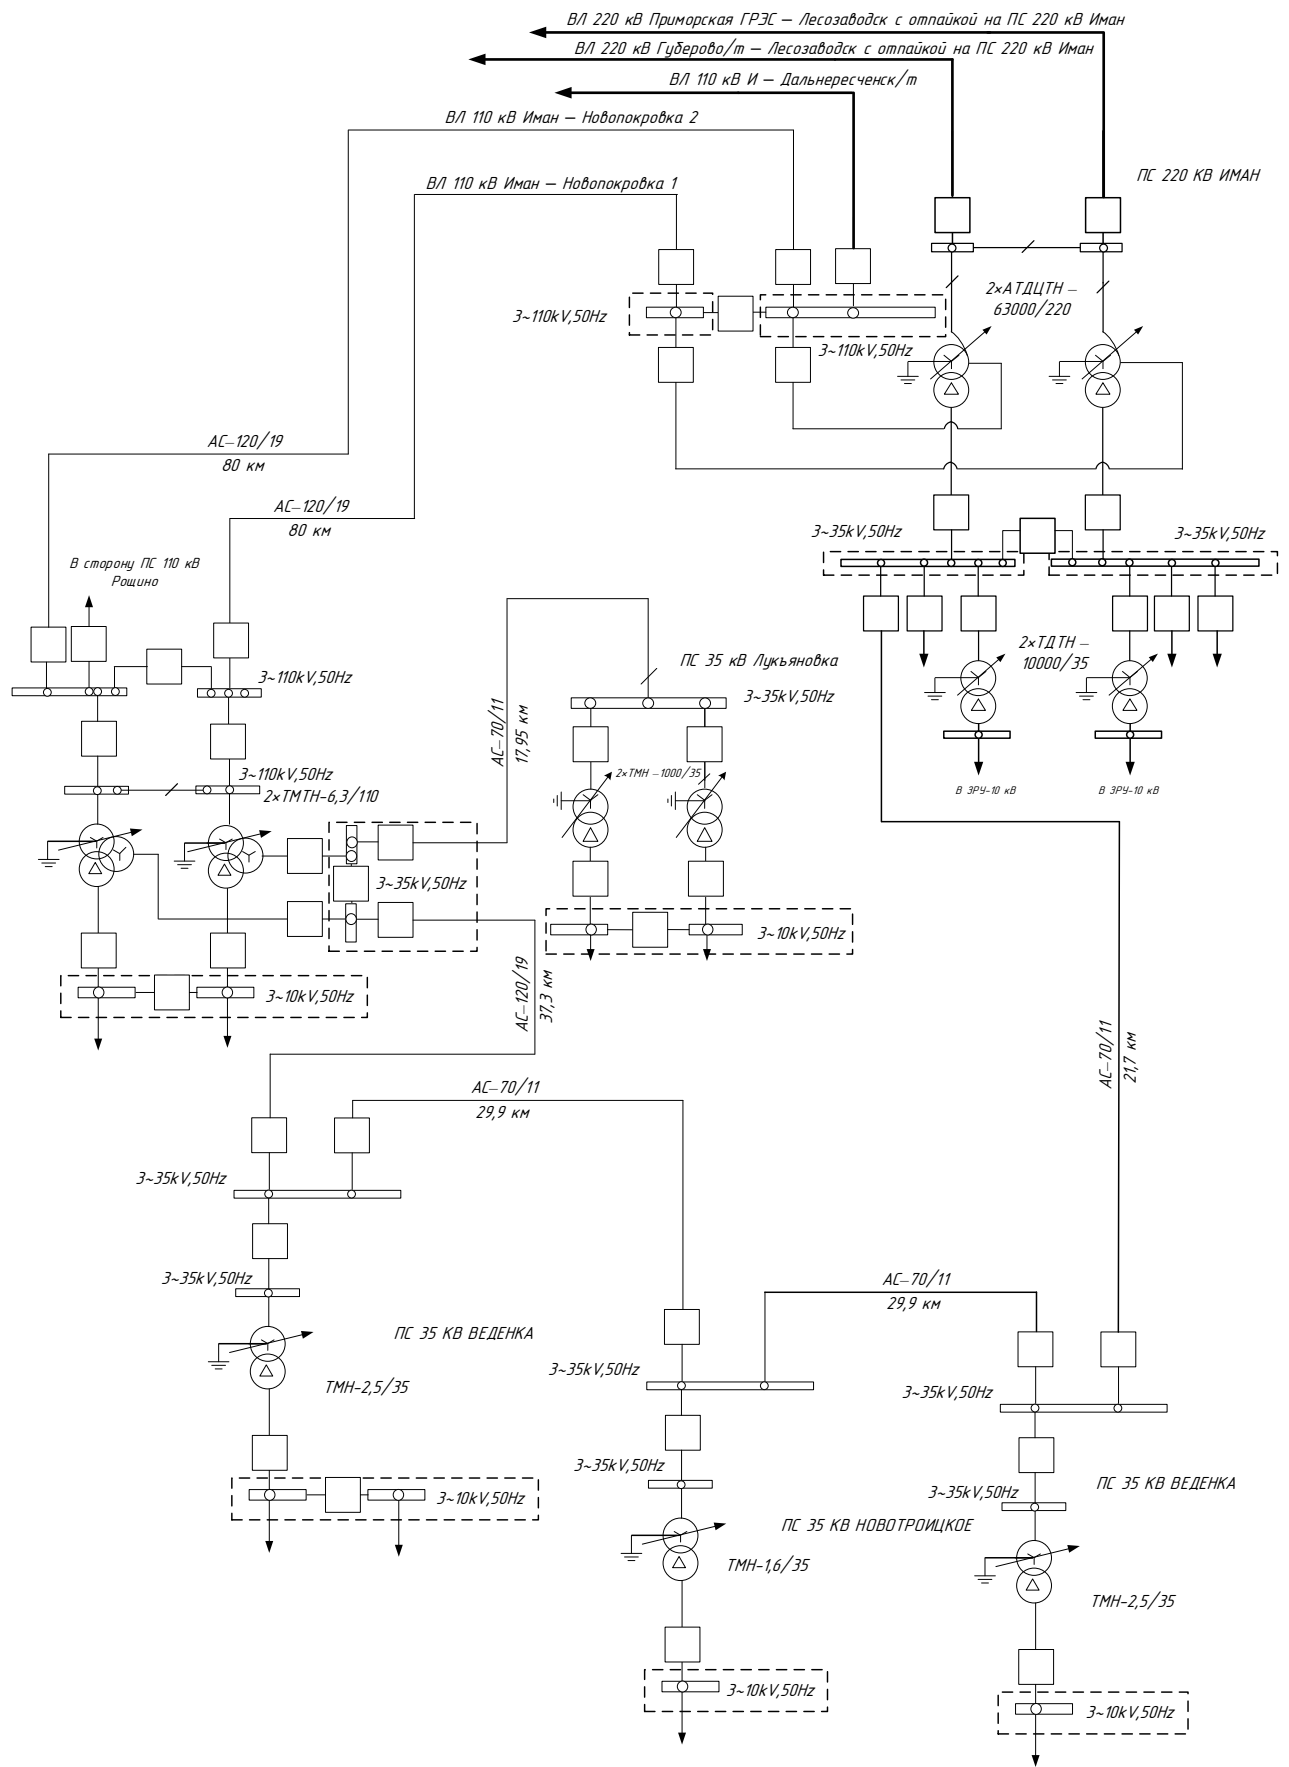 ВЛ 220 кВ Приморская ГРЭС – Лесозаводск с отпайкой на ПС 220 кВ Иман
ВЛ 220 кВ Губерово/т – Лесозаводск с отпайкой на ПС 220 кВ Иман
ВЛ 110 кВ И – Дальнересченск/т
ВЛ 110 кВ Иман – Новопокровка 2
ВЛ 110 кВ Иман – Новопокровка 1
ПС 220 КВ ИМАН
2×АТДЦТН –
63000/220
3~110kV,50Hz
3~110kV,50Hz
АС–120/19
80 км
АС–120/19
80 км
3~35kV,50Hz
3~35kV,50Hz
В сторону ПС 110 кВ
Рощино
2×ТДТН –
10000/35
ПС 35 кВ Лукьяновка
3~110kV,50Hz
3~35kV,50Hz
АС–70/11
17,95 км
3~110kV,50Hz
2×ТМТН-6,3/110
2×ТМН –1000/35
В ЗРУ-10 кВ
В ЗРУ-10 кВ
3~35kV,50Hz
3~10kV,50Hz
АС–120/19
37,3 км
3~10kV,50Hz
АС–70/11
21,7 км
АС–70/11
29,9 км
3~35kV,50Hz
3~35kV,50Hz
АС–70/11
29,9 км
ПС 35 КВ ВЕДЕНКА
3~35kV,50Hz
ТМН-2,5/35
3~35kV,50Hz
3~35kV,50Hz
ПС 35 КВ ВЕДЕНКА
3~10kV,50Hz
3~35kV,50Hz
ПС 35 КВ НОВОТРОИЦКОЕ
ТМН-1,6/35
ТМН-2,5/35
3~10kV,50Hz
3~10kV,50Hz